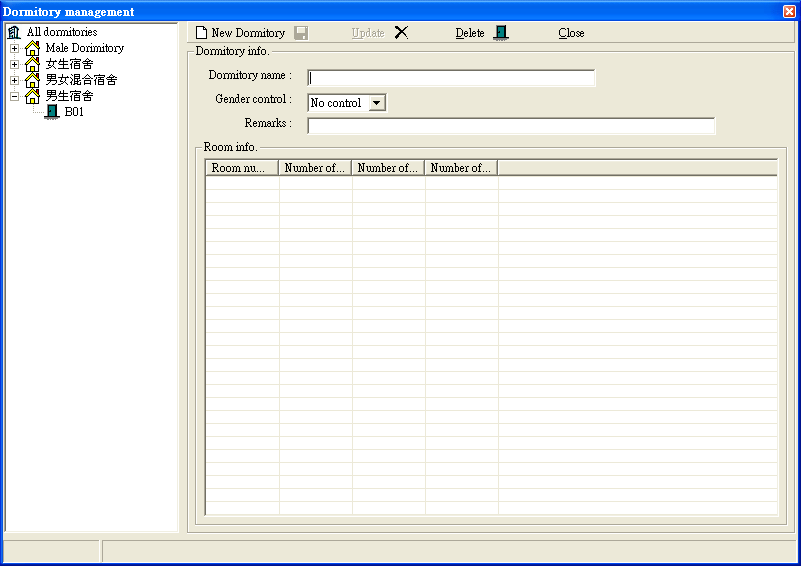 Dormitory management
All dormitories
Male Dorimitory
女生宿舍
男女混合宿舍
男生宿舍
B01
New Dormitory Update Delete Close
Dormitory info.
Dormitory name :
Gender control : No control
Remarks :
Room info.
Room nu... Number of... Number of... Number of...